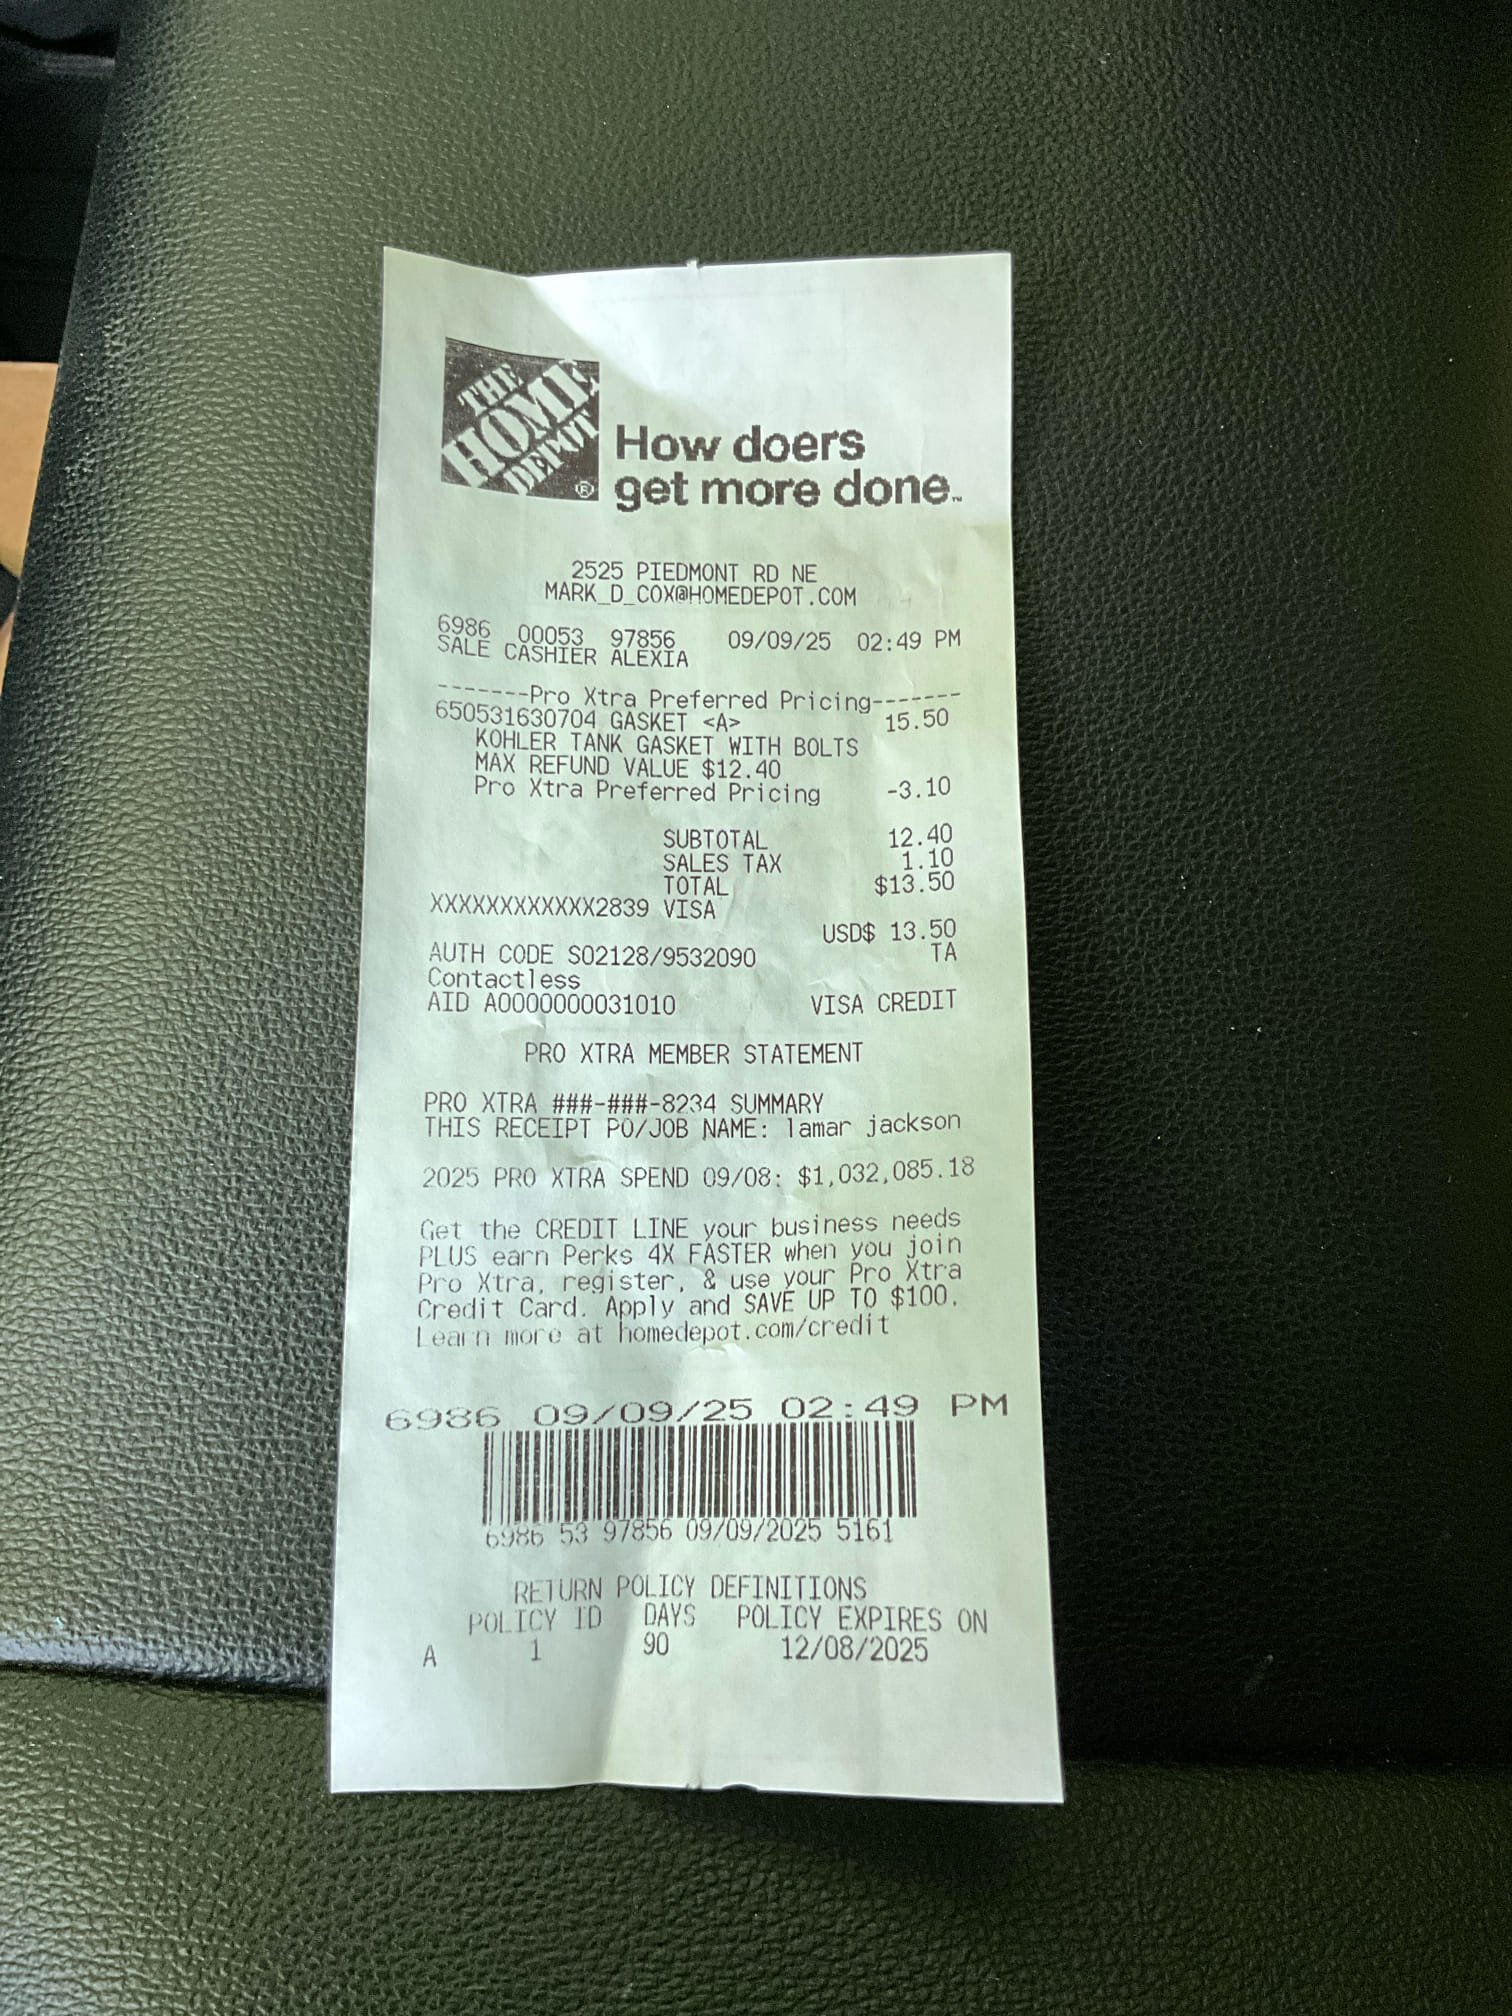 THE
HOME
DEPOT
®
How doers
get more done™
2525 PIEDMONT RD NE
MARK_D_COX@HOMEDEPOT.COM
6986 00053 97856 09/09/25 02:49 PM
SALE CASHIER ALEXIA
-------Pro Xtra Preferred Pricing-------
650531630704 GASKET <A> 15.50
KOHLER TANK GASKET WITH BOLTS
MAX REFUND VALUE $12.40
Pro Xtra Preferred Pricing -3.10
SUBTOTAL 12.40
SALES TAX 1.10
TOTAL $13.50
XXXXXXXXXXXX2839 VISA
USD$ 13.50
AUTH CODE S02128/9532090 TA
Contactless
AID A0000000031010 VISA CREDIT
PRO XTRA MEMBER STATEMENT
PRO XTRA ###-###-8234 SUMMARY
THIS RECEIPT PO/JOB NAME: lamar jackson
2025 PRO XTRA SPEND 09/08: $1,032,085.18
Get the CREDIT LINE your business needs
PLUS earn Perks 4X FASTER when you join
Pro Xtra, register, & use your Pro Xtra
Credit Card. Apply and SAVE UP TO $100.
Learn more at homedepot.com/credit
6986 09/09/25 02:49 PM
6986 53 97856 09/09/2025 5161
RETURN POLICY DEFINITIONS
POLICY ID DAYS POLICY EXPIRES ON
A 1 90 12/08/2025